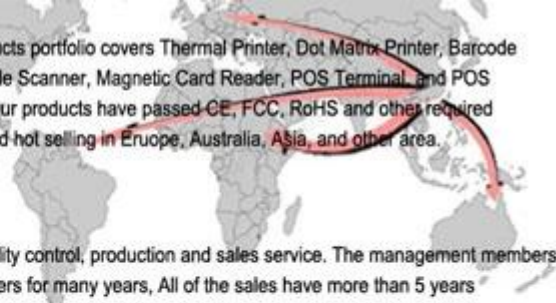 cts portfolio covers Thermal Printer, Dot Matrix Printer, Barcode
le Scanner, Magnetic Card Reader, POS Terminal, and POS
ur products have passed CE, FCC, RoHS and other required
d hot selling in Eruope, Australia, Asia, and other area.
lity control, production and sales service. The management members
ers for many years, All of the sales have more than 5 years